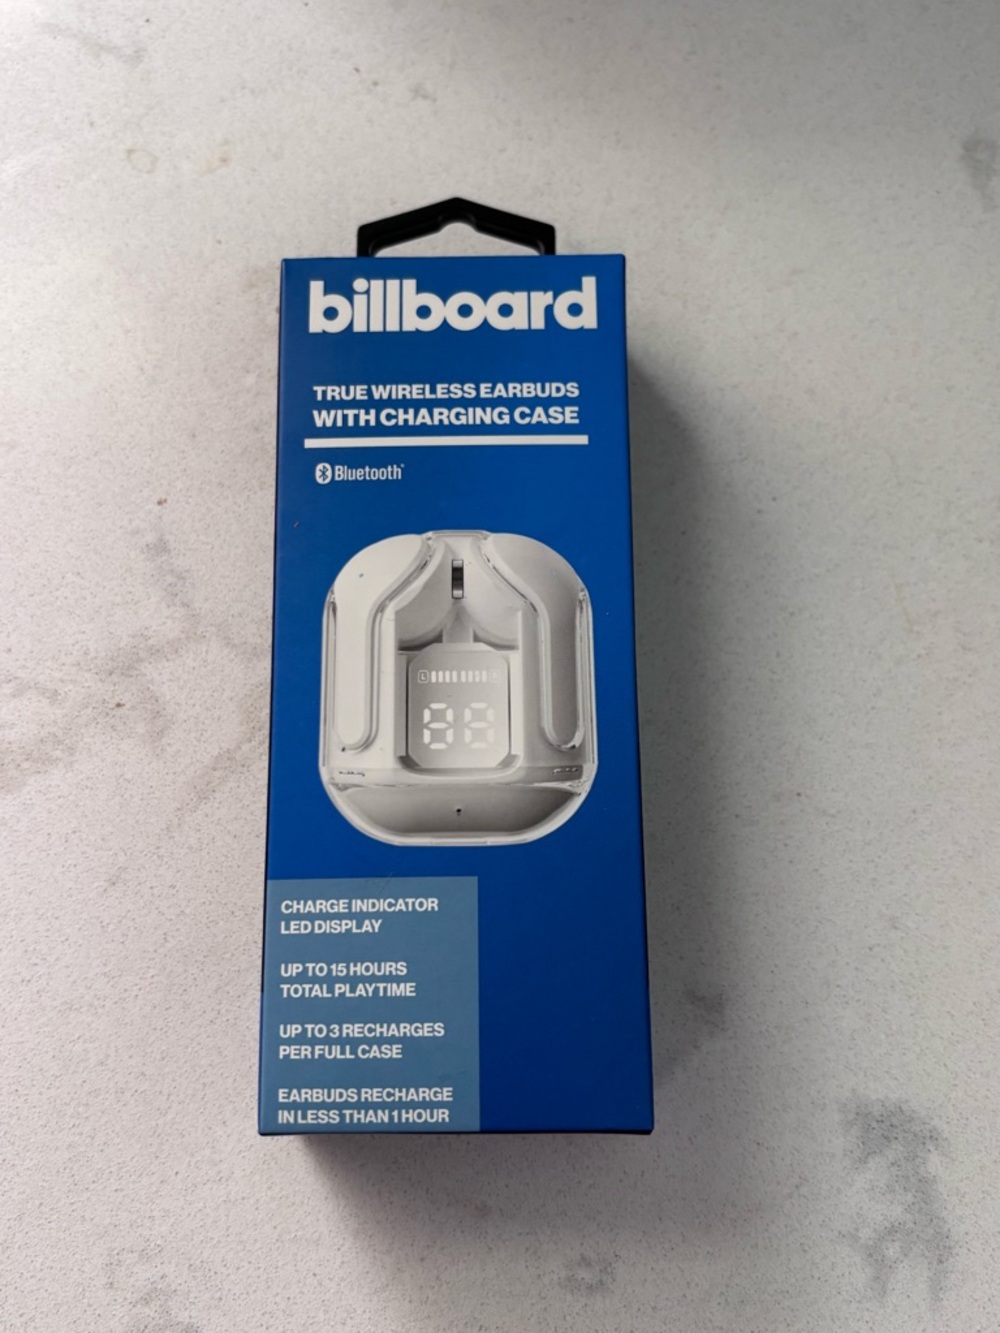 billboard
TRUE WIRELESS EARBUDS
WITH CHARGING CASE
Bluetooth®
L R
88
CHARGE INDICATOR
LED DISPLAY
UP TO 15 HOURS
TOTAL PLAYTIME
UP TO 3 RECHARGES
PER FULL CASE
EARBUDS RECHARGE
IN LESS THAN 1 HOUR